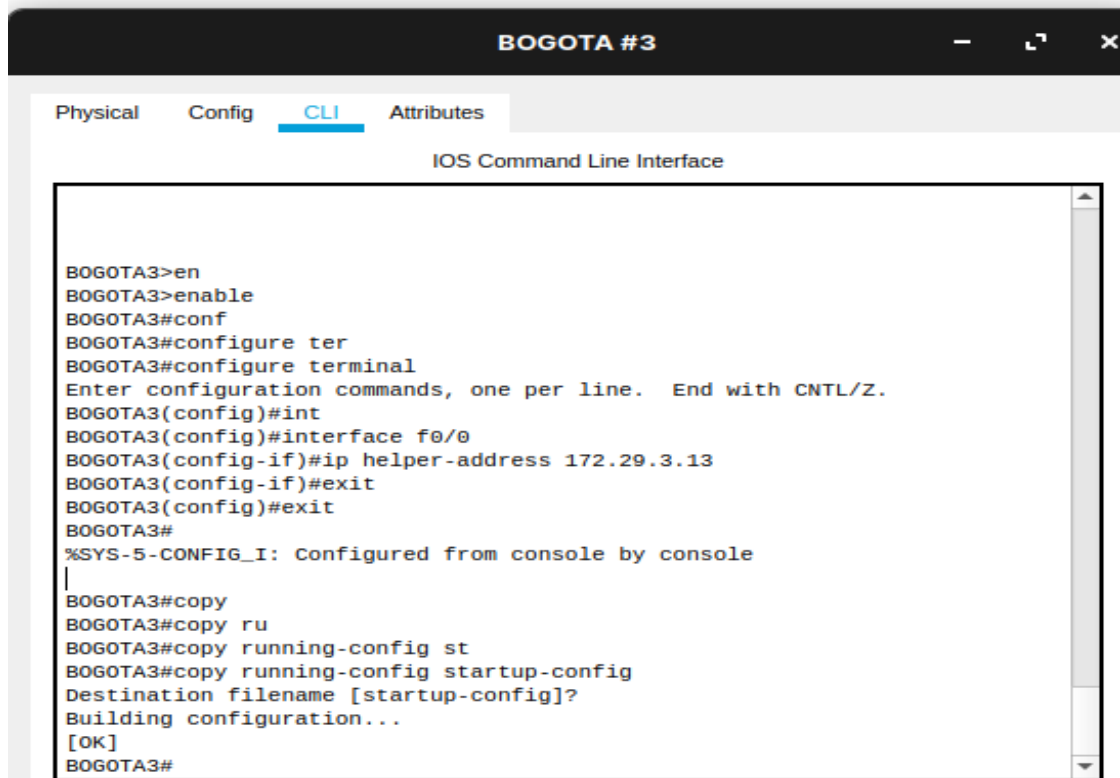 BOGOTA #3
Physical Config CLI Attributes
IOS Command Line Interface
BOGOTA3>en
BOGOTA3>enable
BOGOTA3#conf
BOGOTA3#configure ter
BOGOTA3#configure terminal
Enter configuration commands, one per line.  End with CNTL/Z.
BOGOTA3(config)#int
BOGOTA3(config)#interface f0/0
BOGOTA3(config-if)#ip helper-address 172.29.3.13
BOGOTA3(config-if)#exit
BOGOTA3(config)#exit
BOGOTA3#
%SYS-5-CONFIG_I: Configured from console by console
BOGOTA3#copy
BOGOTA3#copy ru
BOGOTA3#copy running-config st
BOGOTA3#copy running-config startup-config
Destination filename [startup-config]?
Building configuration...
[OK]
BOGOTA3#